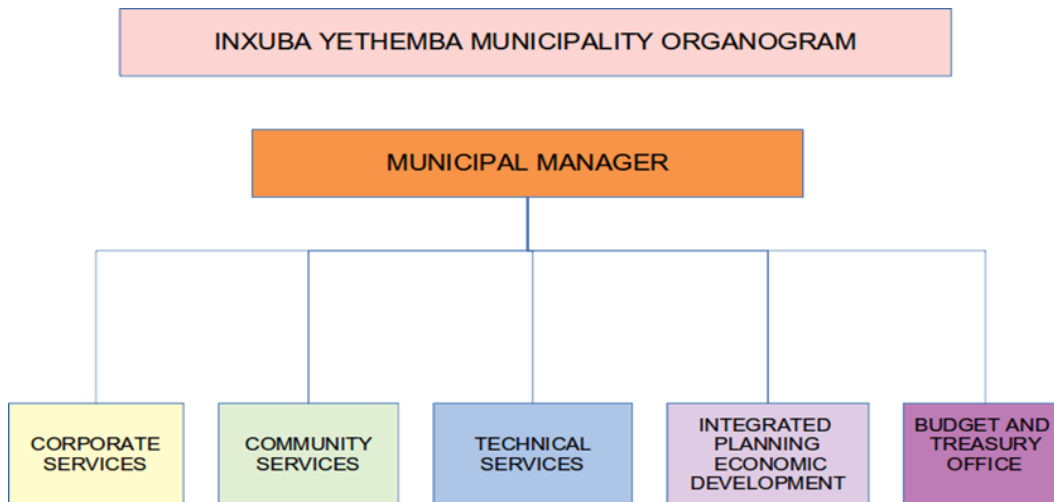 INXUBA YETHEMBA MUNICIPALITY ORGANOGRAM
MUNICIPAL MANAGER
CORPORATE
SERVICES
COMMUNITY
SERVICES
TECHNICAL
SERVICES
INTEGRATED
PLANNING
ECONOMIC
DEVELOPMENT
BUDGET AND
TREASURY
OFFICE